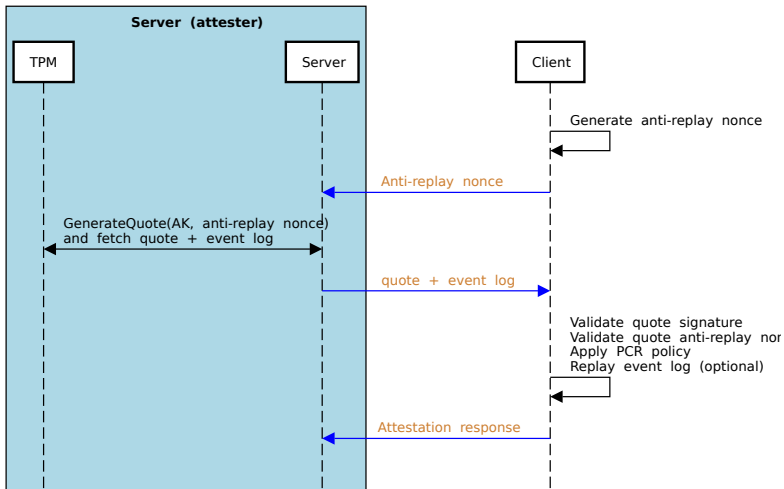 Server (attester)
TPM
Server
Client
Generate anti-replay nonce
Anti-replay nonce
GenerateQuote(AK, anti-replay nonce)
and fetch quote + event log
quote + event log
Validate quote signature
Validate quote anti-replay non
Apply PCR policy
Replay event log (optional)
Attestation response